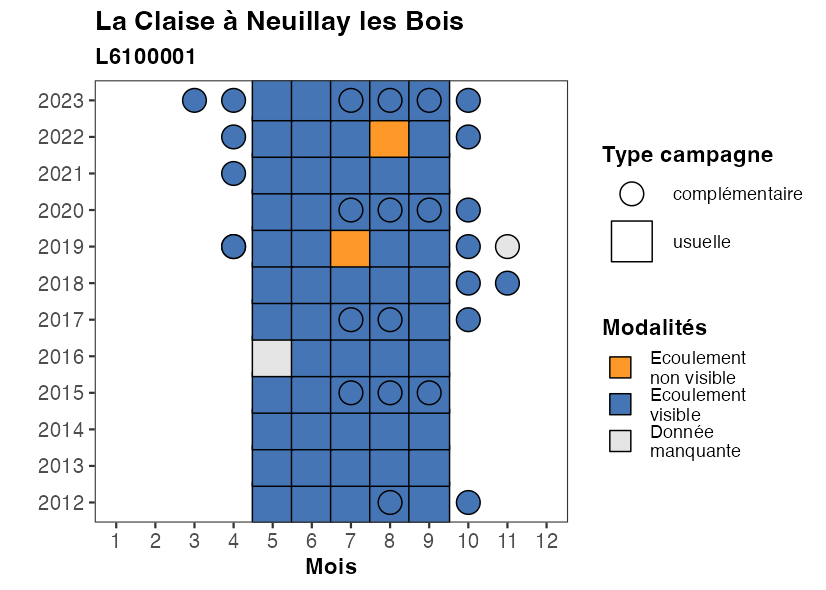 La Claise à Neuillay les Bois
L6100001
2023
2022
2021
2020
2019
2018
2017
2016
2015
2014
2013
2012
1 2 3 4 5 6 7 8 9 10 11 12
Mois
Type campagne
complémentaire
usuelle
Modalités
Ecoulement
non visible
Ecoulement
visible
Donnée
manquante